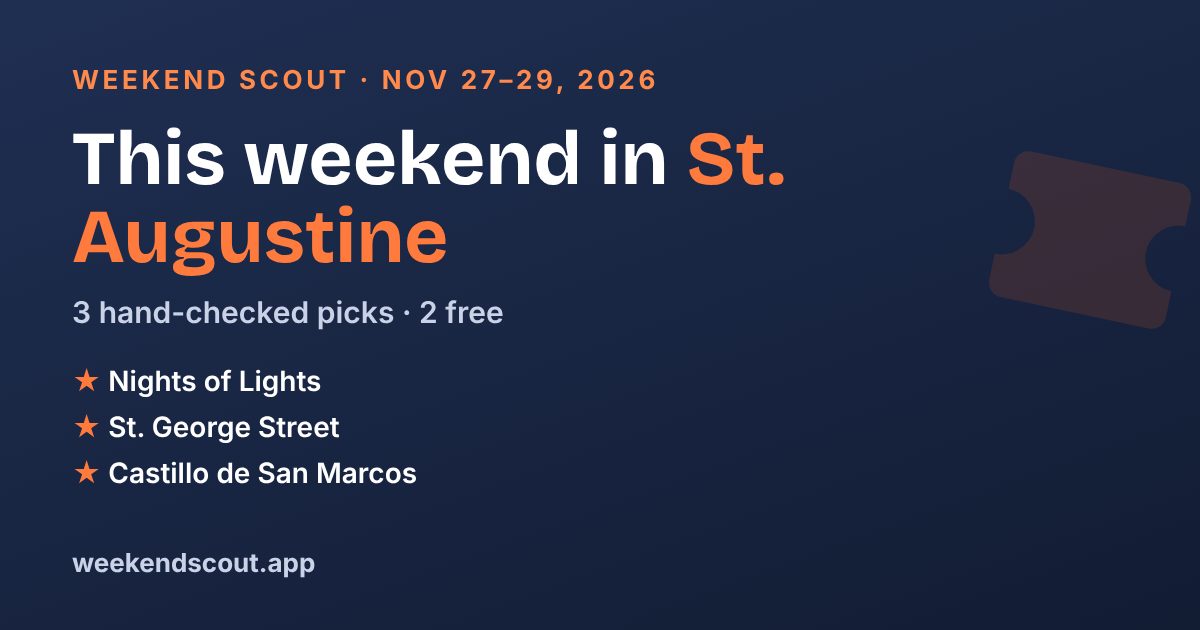 WEEKEND SCOUT · NOV 27–29, 2026
This weekend in St.
Augustine
3 hand-checked picks · 2 free
★ Nights of Lights
★ St. George Street
★ Castillo de San Marcos
weekendscout.app